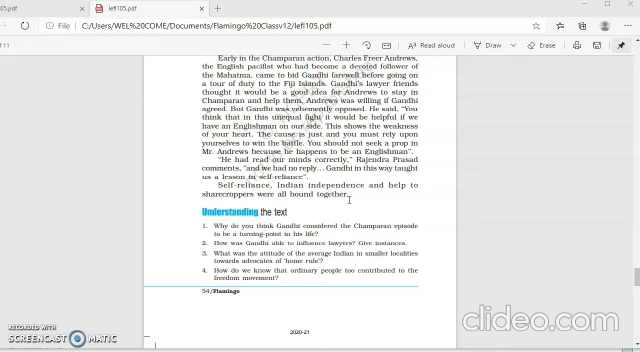 05.pdf
lefl105.pdf
C:/Users/WEL%20COME/Documents/Flamingo%20Classv12/lefl105.pdf
of 11
Read aloud
Draw
Erase
Early in the Champaran action, Charles Freer Andrews,
the English pacifist who had become a devoted follower of
the Mahatma, came to bid Gandhi farewell before going on
a tour of duty to the Fiji Islands. Gandhi's lawyer friends
thought it would be a good idea for Andrews to stay in
Champaran and help them. Andrews was willing if Gandhi
agreed. But Gandhi was vehemently opposed. He said, "You
think that in this unequal fight it would be helpful if we
have an Englishman on our side. This shows the weakness
of your heart. The cause is just and you must rely upon
yourselves to win the battle. You should not seek a prop in
Mr. Andrews because he happens to be an Englishman".
"He had read our minds correctly," Rajendra Prasad
comments, "and we had no reply… Gandhi in this way taught
us a lesson in self-reliance".
Self-reliance, Indian independence and help to
sharecroppers were all bound together.
Understanding the text
1. Why do you think Gandhi considered the Champaran episode
to be a turning-point in his life?
2. How was Gandhi able to influence lawyers? Give instances.
3. What was the attitude of the average Indian in smaller localities
towards advocates of 'home rule'?
4. How do we know that ordinary people too contributed to the
freedom movement?
54/Flamingo
2020-21
RECORDED WITH
SCREENCAST MATIC
clideo.com